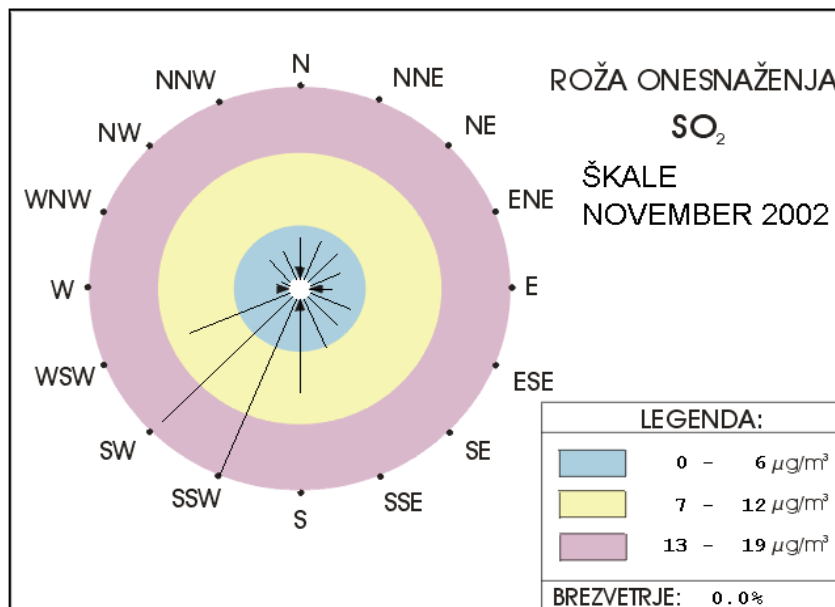 ROŽA ONESNAŽENJA
SO₂
ŠKALE
NOVEMBER 2002
N
NNE
NE
ENE
E
ESE
SE
SSE
S
SSW
SW
WSW
W
WNW
NW
NNW
LEGENDA:
0 - 6 µg/m³
7 - 12 µg/m³
13 - 19 µg/m³
BREZVETRJE: 0.0%